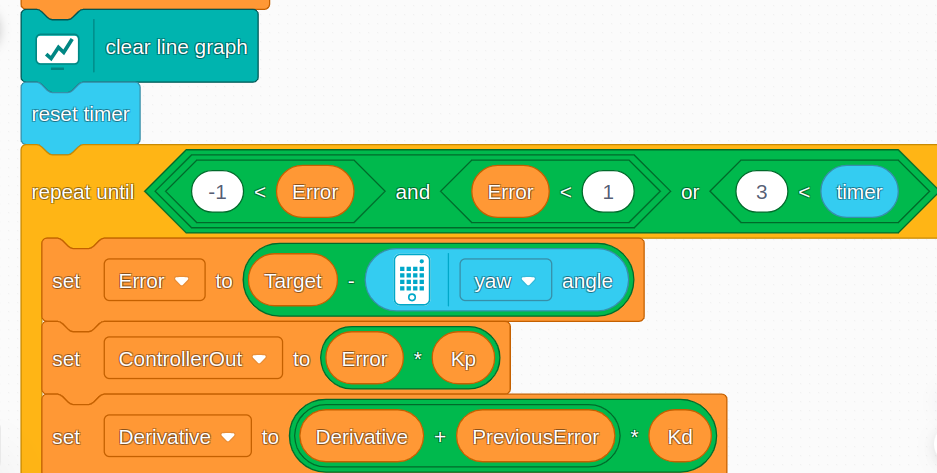 clear line graph
reset timer
repeat until -1 < Error and Error < 1 or 3 < timer
set Error to Target - yaw angle
set ControllerOut to Error * Kp
set Derivative to Derivative + PreviousError * Kd